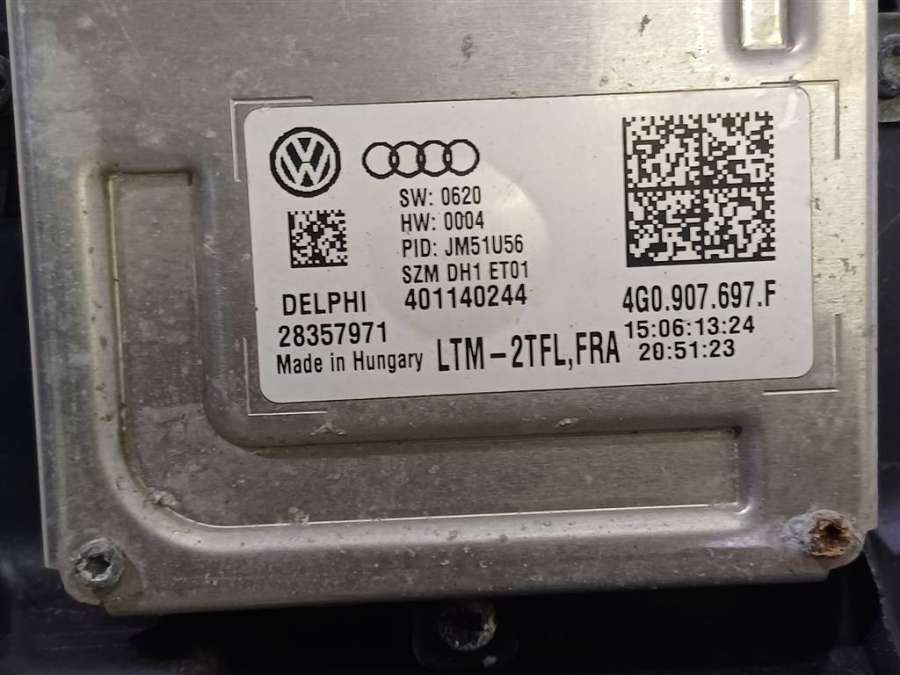 SW: 0620
HW: 0004
PID: JM51U56
SZM DH1 ET01
DELPHI 401140244 4G0.907.697.F
28357971 15:06:13:24
Made in Hungary LTM-2TFL,FRA 20:51:23